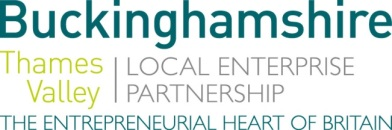 Buckinghamshire
Thames Valley
LOCAL ENTERPRISE PARTNERSHIP
THE ENTREPRENEURIAL HEART OF BRITAIN